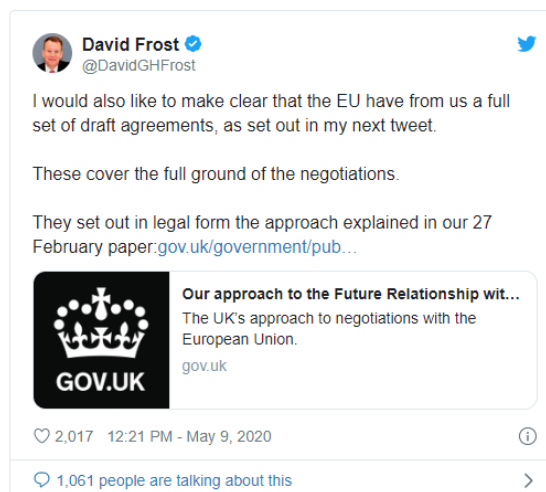 David Frost
@DavidGHFrost
I would also like to make clear that the EU have from us a full
set of draft agreements, as set out in my next tweet.
These cover the full ground of the negotiations.
They set out in legal form the approach explained in our 27
February paper:gov.uk/government/pub…
Our approach to the Future Relationship wit...
The UK's approach to negotiations with the
European Union.
gov.uk
GOV.UK
2,017 12:21 PM - May 9, 2020
1,061 people are talking about this